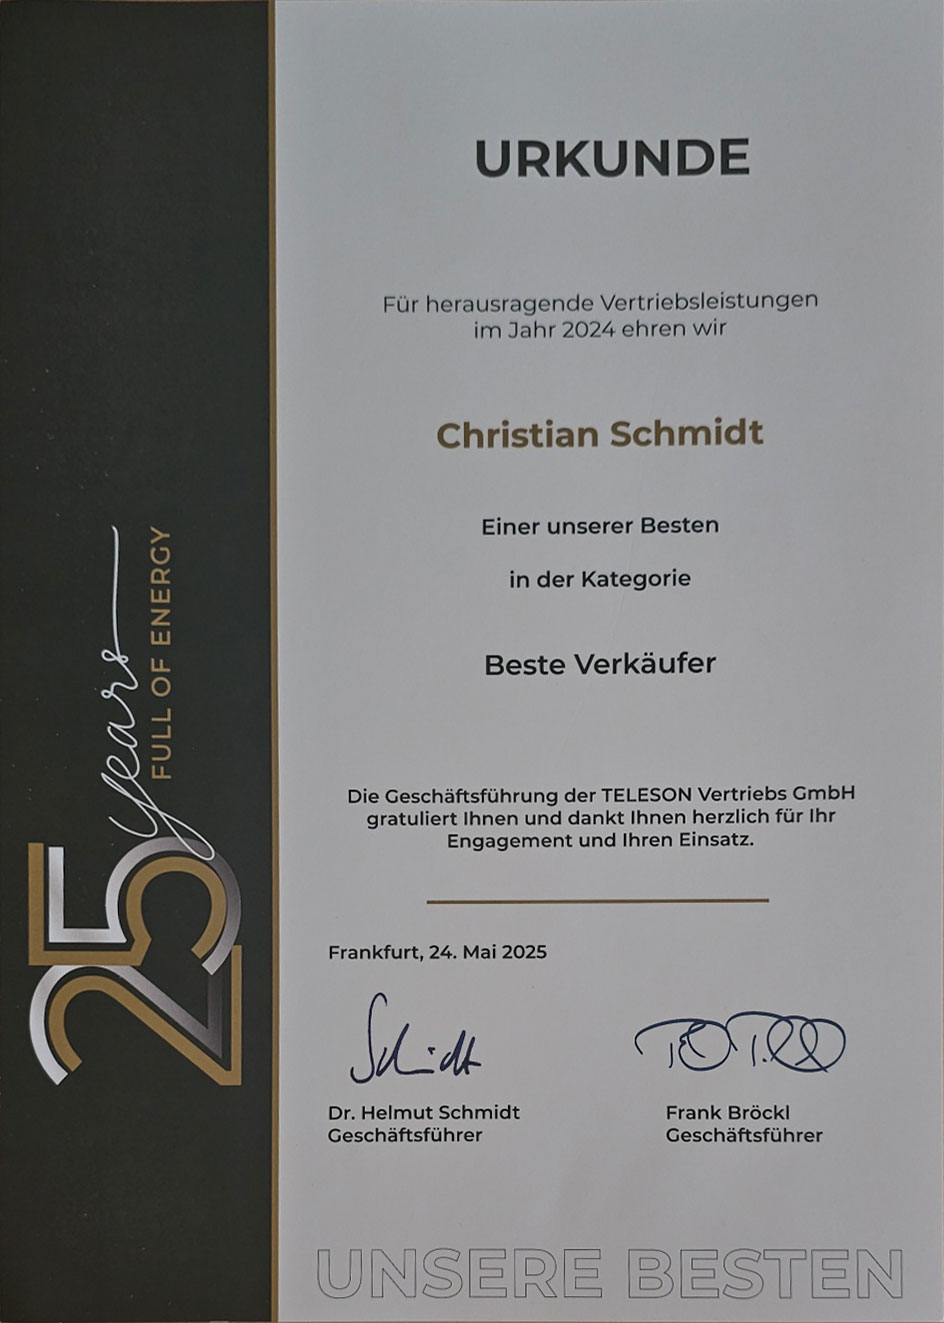 URKUNDE
Für herausragende Vertriebsleistungen
im Jahr 2024 ehren wir
Christian Schmidt
Einer unserer Besten
in der Kategorie
Beste Verkäufer
Die Geschäftsführung der TELESON Vertriebs GmbH
gratuliert Ihnen und dankt Ihnen herzlich für Ihr
Engagement und Ihren Einsatz.
Frankfurt, 24. Mai 2025
Schmidt
Dr. Helmut Schmidt
Geschäftsführer
Frank Bröckl
Geschäftsführer
UNSERE BESTEN
25 years
FULL OF ENERGY